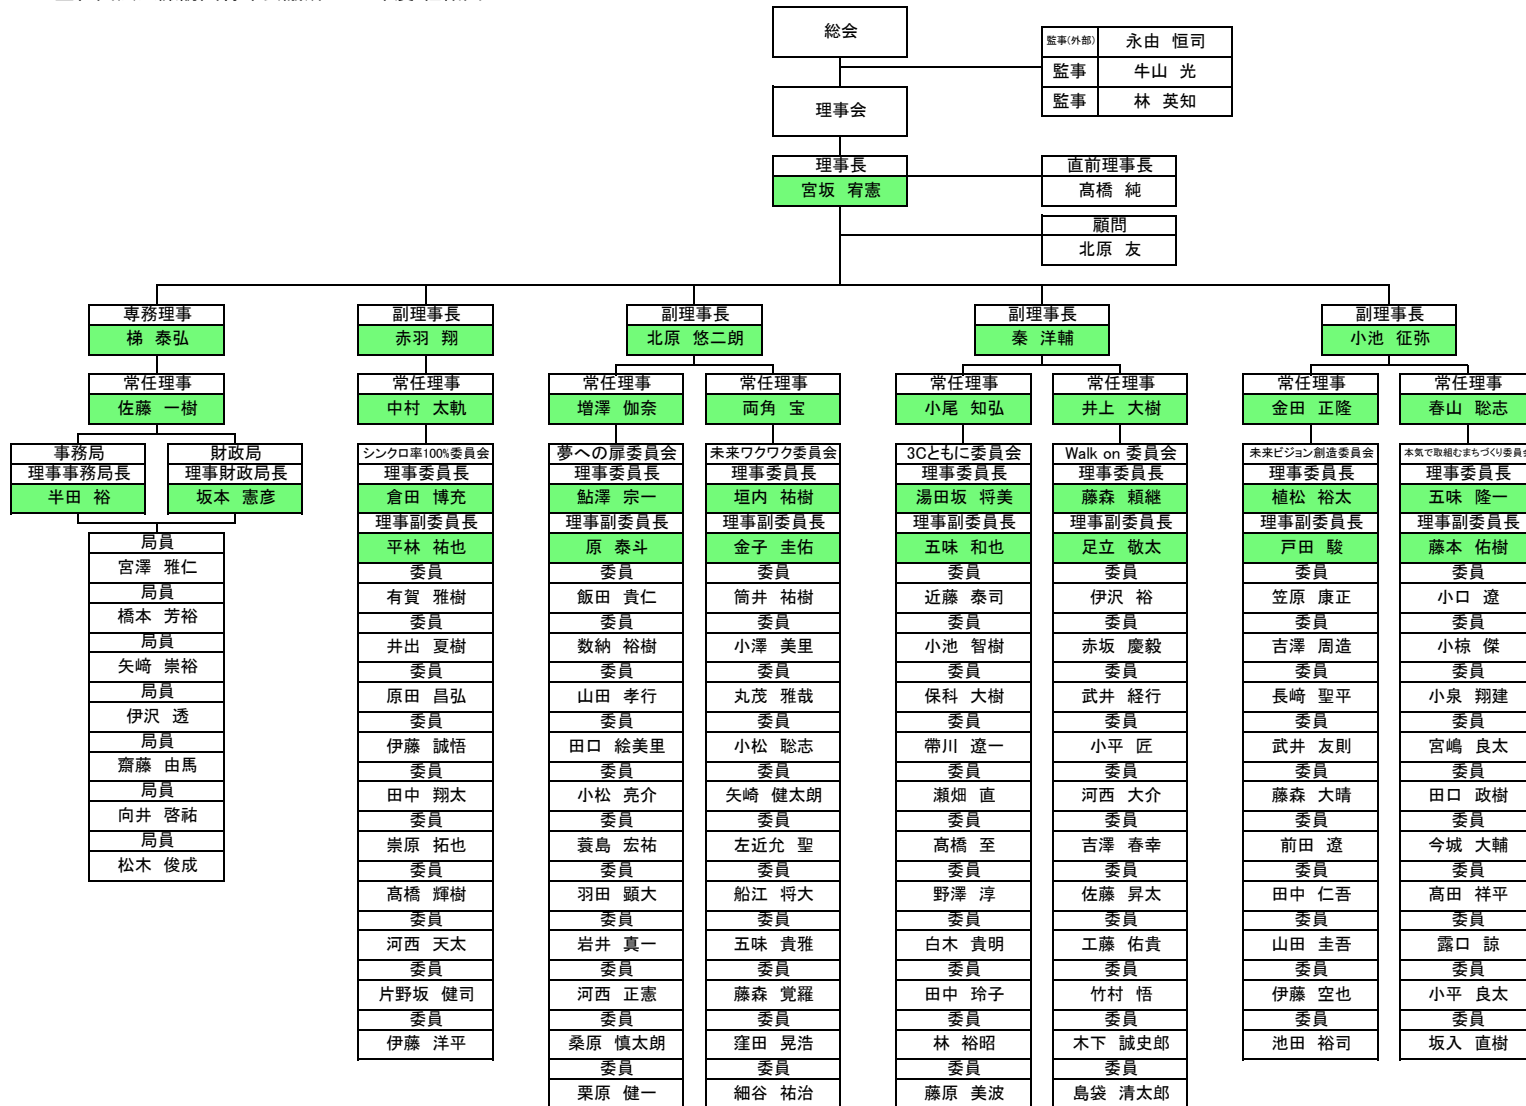 総会
監事(外部) 永由 恒司
監事 牛山 光
監事 林 英知
理事会
理事長
宮坂 宥憲
直前理事長
髙橋 純
顧問
北原 友
専務理事
梯 泰弘
常任理事
佐藤 一樹
事務局
理事事務局長
半田 裕
財政局
理事財政局長
坂本 憲彦
局員
宮澤 雅仁
局員
橋本 芳裕
局員
矢﨑 崇裕
局員
伊沢 透
局員
齋藤 由馬
局員
向井 啓祐
局員
松木 俊成
副理事長
赤羽 翔
常任理事
中村 太軌
シンクロ率100%委員会
理事委員長
倉田 博充
理事副委員長
平林 祐也
委員
有賀 雅樹
委員
井出 夏樹
委員
原田 昌弘
委員
伊藤 誠悟
委員
田中 翔太
委員
崇原 拓也
委員
髙橋 輝樹
委員
河西 天太
委員
片野坂 健司
委員
伊藤 洋平
副理事長
北原 悠二朗
常任理事
増澤 伽奈
夢への扉委員会
理事委員長
鮎澤 宗一
理事副委員長
原 泰斗
委員
飯田 貴仁
委員
数納 裕樹
委員
山田 孝行
委員
田口 絵美里
委員
小松 亮介
委員
蓑島 宏祐
委員
羽田 顕大
委員
岩井 真一
委員
河西 正憲
委員
桑原 慎太朗
委員
栗原 健一
常任理事
両角 宝
未来ワクワク委員会
理事委員長
垣内 祐樹
理事副委員長
金子 圭佑
委員
筒井 祐樹
委員
小澤 美里
委員
丸茂 雅哉
委員
小松 聡志
委員
矢崎 健太朗
委員
左近允 聖
委員
船江 将大
委員
五味 貴雅
委員
藤森 覚羅
委員
窪田 晃浩
委員
細谷 祐治
副理事長
秦 洋輔
常任理事
小尾 知弘
3Cともに委員会
理事委員長
湯田坂 将美
理事副委員長
五味 和也
委員
近藤 泰司
委員
小池 智樹
委員
保科 大樹
委員
帶川 遼一
委員
瀬畑 直
委員
髙橋 至
委員
野澤 淳
委員
白木 貴明
委員
田中 玲子
委員
林 裕昭
委員
藤原 美波
常任理事
井上 大樹
Walk on 委員会
理事委員長
藤森 頼継
理事副委員長
足立 敬太
委員
伊沢 裕
委員
赤坂 慶毅
委員
武井 経行
委員
小平 匠
委員
河西 大介
委員
吉澤 春幸
委員
佐藤 昇太
委員
工藤 佑貴
委員
竹村 悟
委員
木下 誠史郎
委員
島袋 清太郎
副理事長
小池 征弥
常任理事
金田 正隆
未来ビジョン創造委員会
理事委員長
植松 裕太
理事副委員長
戸田 駿
委員
笠原 康正
委員
吉澤 周造
委員
長﨑 聖平
委員
武井 友則
委員
藤森 大晴
委員
前田 遼
委員
田中 仁吾
委員
山田 圭吾
委員
伊藤 空也
委員
池田 裕司
常任理事
春山 聡志
本気で取組むまちづくり委員会
理事委員長
五味 隆一
理事副委員長
藤本 佑樹
委員
小口 遼
委員
小椋 傑
委員
小泉 翔建
委員
宮嶋 良太
委員
田口 政樹
委員
今城 大輔
委員
髙田 祥平
委員
露口 諒
委員
小平 良太
委員
坂入 直樹